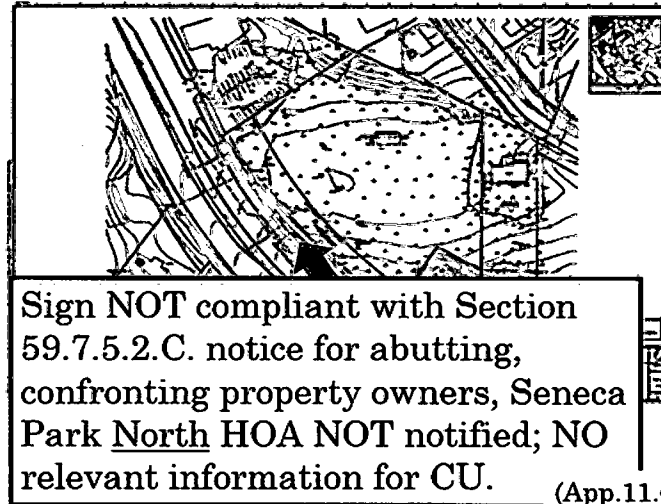 Sign NOT compliant with Section
59.7.5.2.C. notice for abutting,
confronting property owners, Seneca
Park North HOA NOT notified; NO
relevant information for CU.
(App.11.